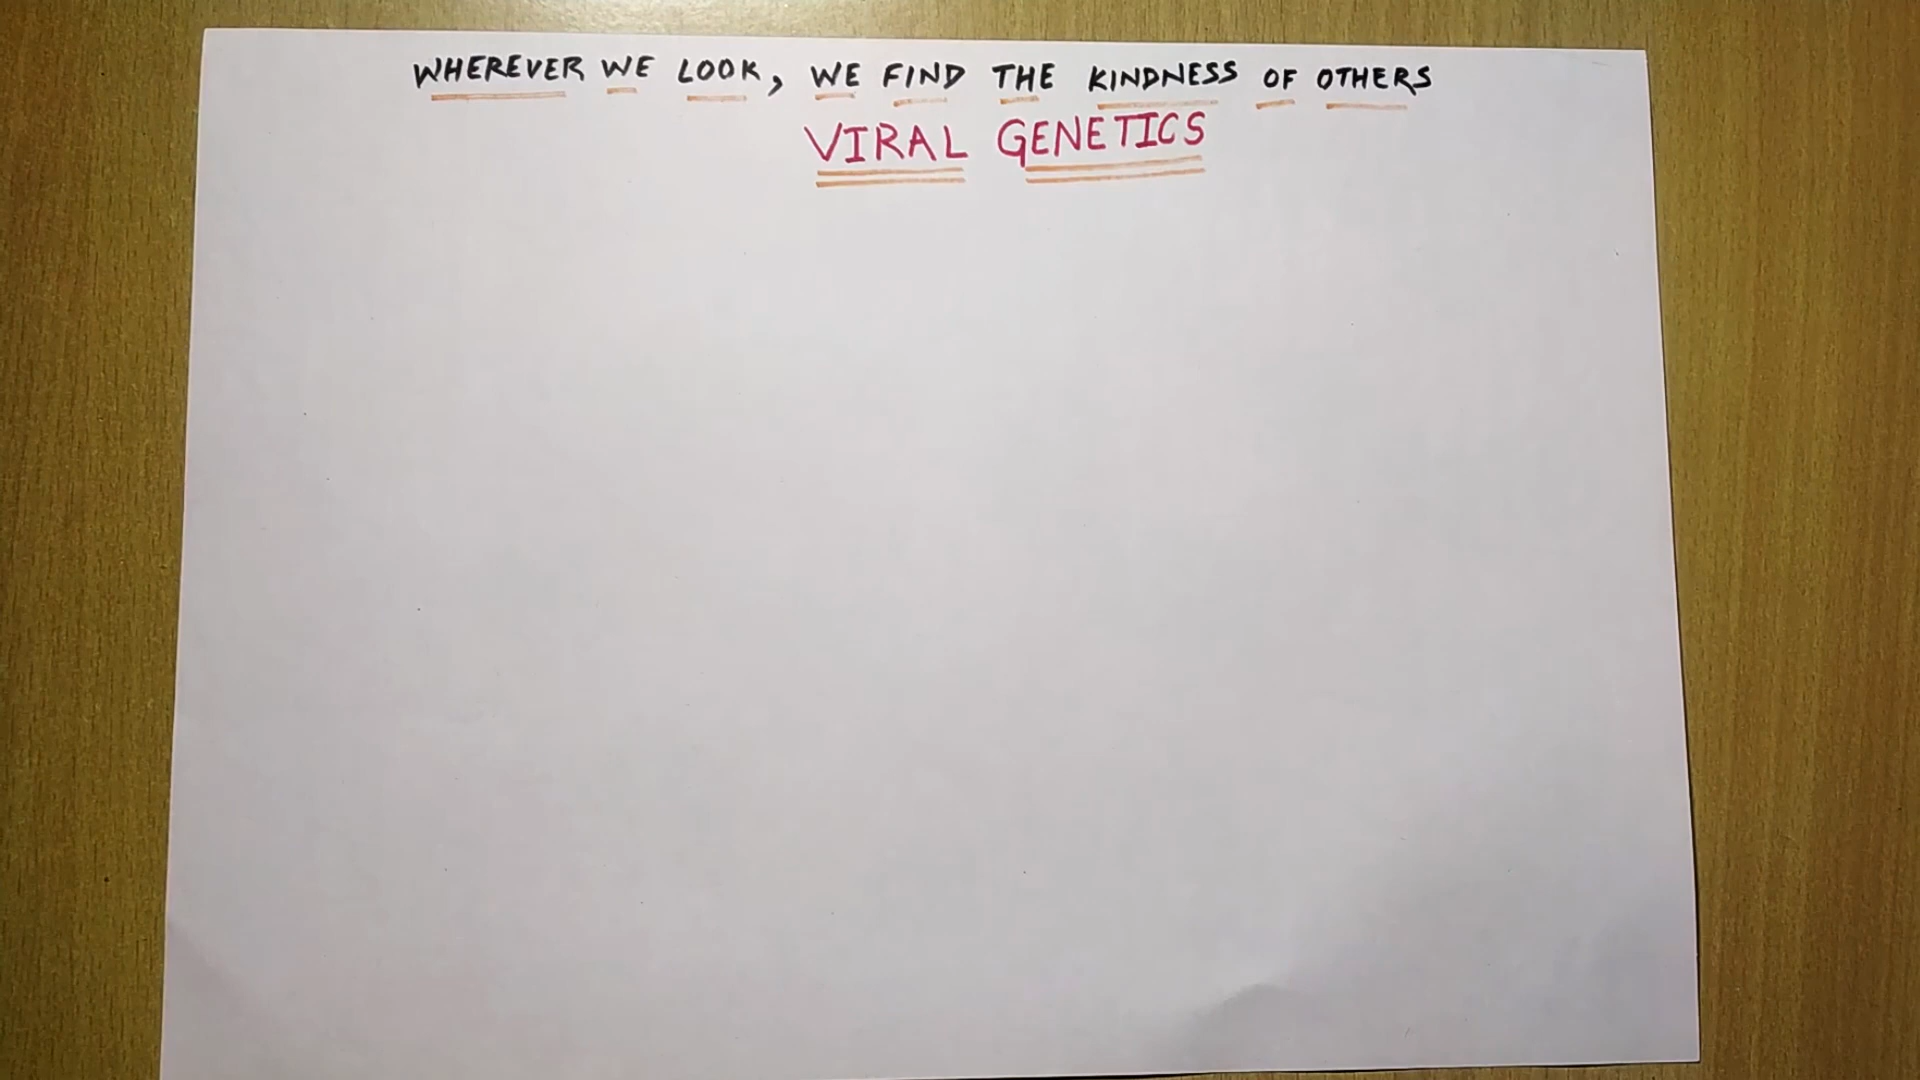 WHEREVER WE LOOK, WE FIND THE KINDNESS OF OTHERS
VIRAL GENETICS